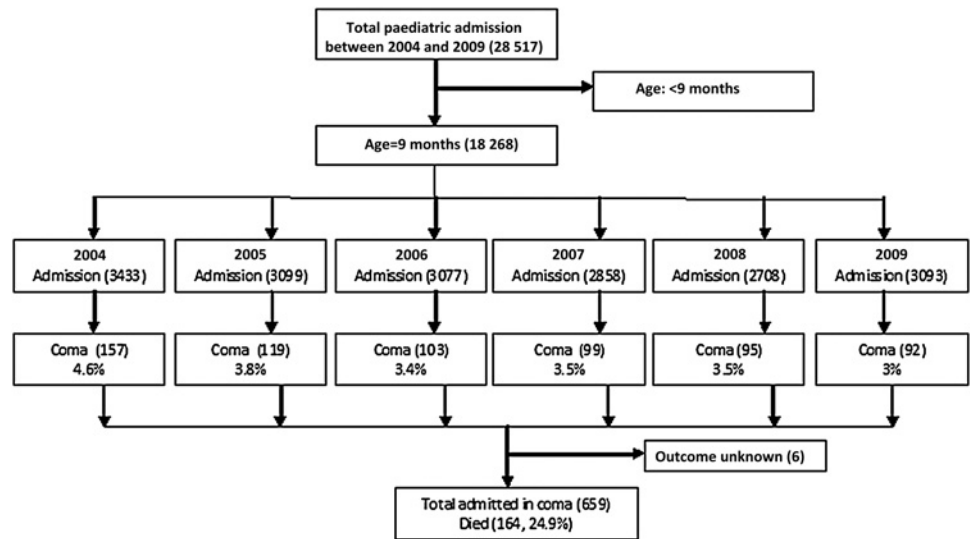 Total paediatric admission
between 2004 and 2009 (28 517)
Age: <9 months
Age=9 months (18 268)
2004
Admission (3433)
2005
Admission (3099)
2006
Admission (3077)
2007
Admission (2858)
2008
Admission (2708)
2009
Admission (3093)
Coma (157)
4.6%
Coma (119)
3.8%
Coma (103)
3.4%
Coma (99)
3.5%
Coma (95)
3.5%
Coma (92)
3%
Outcome unknown (6)
Total admitted in coma (659)
Died (164, 24.9%)